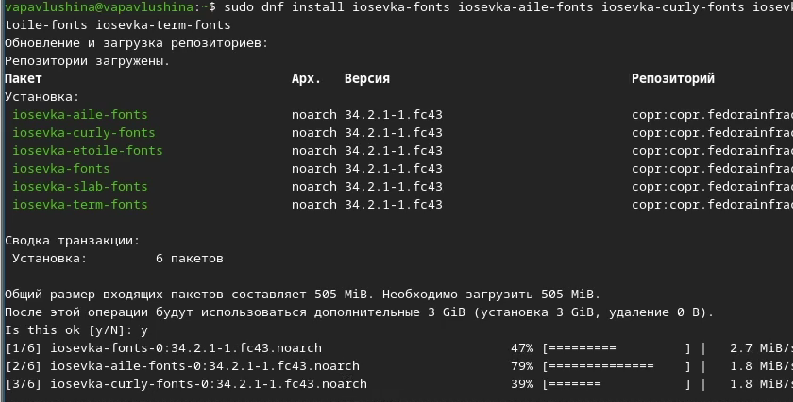 vapavlushina@vapavlushina:~$ sudo dnf install iosevka-fonts iosevka-aile-fonts iosevka-curly-fonts
toile-fonts iosevka-term-fonts
Обновление и загрузка репозиториев:
Репозитории загружены.
Пакет Арх. Версия Репозиторий
Установка:
iosevka-aile-fonts noarch 34.2.1-1.fc43 copr:copr.fedorainfrac
iosevka-curly-fonts noarch 34.2.1-1.fc43 copr:copr.fedorainfrac
iosevka-etoile-fonts noarch 34.2.1-1.fc43 copr:copr.fedorainfrac
iosevka-fonts noarch 34.2.1-1.fc43 copr:copr.fedorainfrac
iosevka-slab-fonts noarch 34.2.1-1.fc43 copr:copr.fedorainfrac
iosevka-term-fonts noarch 34.2.1-1.fc43 copr:copr.fedorainfrac
Сводка транзакции:
Установка: 6 пакетов
Общий размер входящих пакетов составляет 505 MiB. Необходимо загрузить 505 MiB.
После этой операции будут использоваться дополнительные 3 GiB (установка 3 GiB, удаление 0 B).
Is this ok [y/N]: y
[1/6] iosevka-fonts-0:34.2.1-1.fc43.noarch 47% [========= ] | 2.7 MiB/s
[2/6] iosevka-aile-fonts-0:34.2.1-1.fc43.noarch 79% [============== ] | 1.8 MiB/s
[3/6] iosevka-curly-fonts-0:34.2.1-1.fc43.noarch 39% [======= ] | 1.8 MiB/s